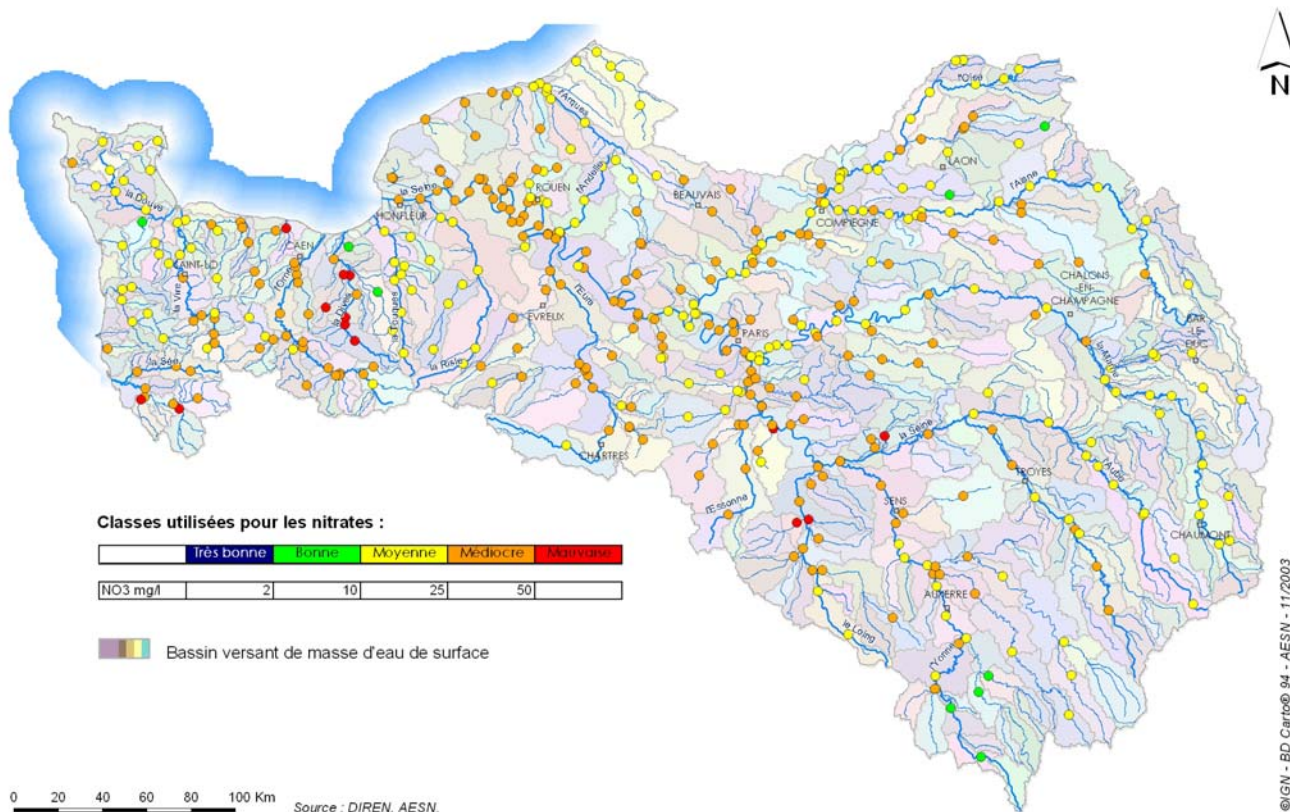 N
l'Oise
l'Arques
LAON
la Seine
ROUEN
l'Andelle
BEAUVAIS
l'Aisne
COMPIEGNE
la Douve
HONFLEUR
CAEN
SAINT-LO
l'Orne
la Vire
la Dives
la Touques
l'Eure
EVREUX
CHALONS
-EN-
CHAMPAGNE
PARIS
BAR
-LE-
DUC
la Marne
la Sée
la Risle
CHARTRES
la Seine
l'Essonne
TROYES
l'Aube
SENS
CHAUMONT
AUXERRE
le Loing
l'Yonne
Classes utilisées pour les nitrates :
Très bonne Bonne Moyenne Médiocre Mauvaise
NO3 mg/l 2 10 25 50
Bassin versant de masse d'eau de surface
0 20 40 60 80 100 Km
Source : DIREN, AESN.
©IGN - BD Carto® 94 - AESN - 11/2003